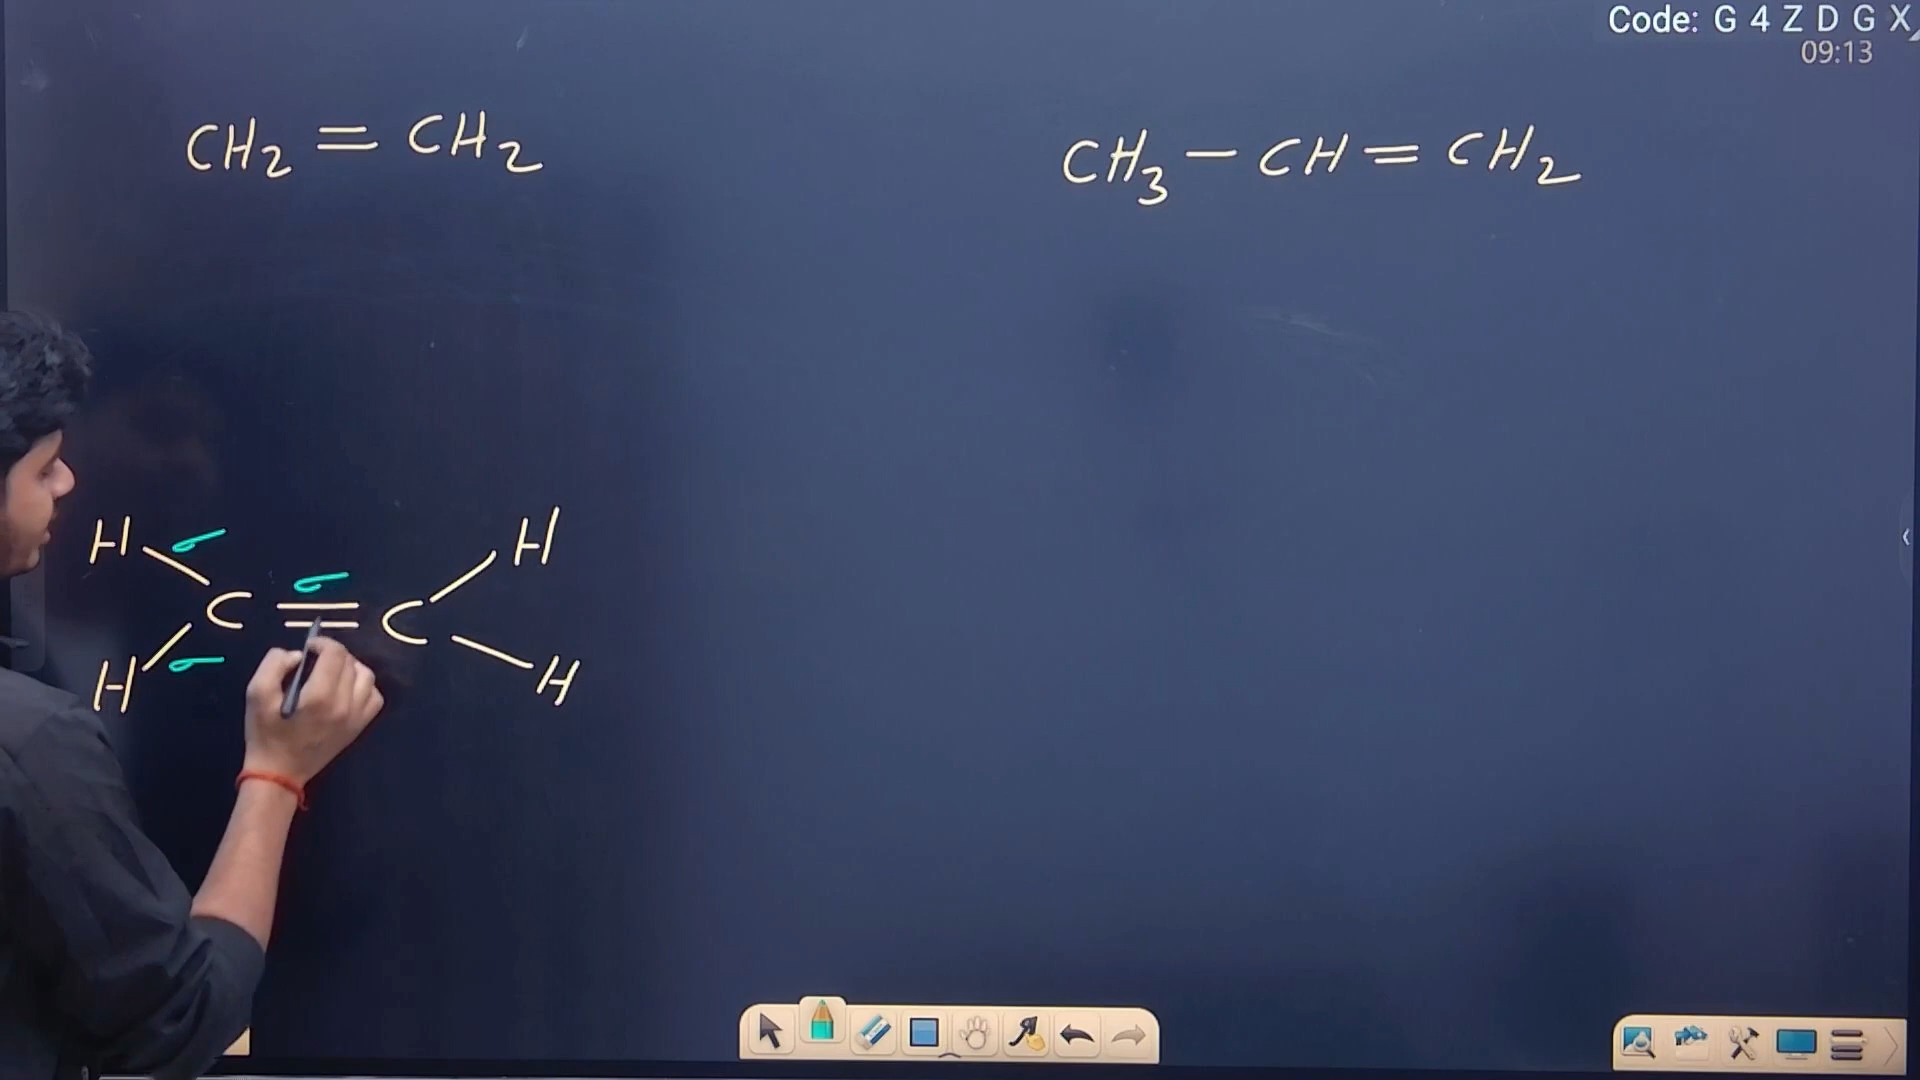 Code: G 4 Z D G X
09:13
CH₂ = CH₂
CH₃ — CH = CH₂
H σ H
σ
C = C
H σ H